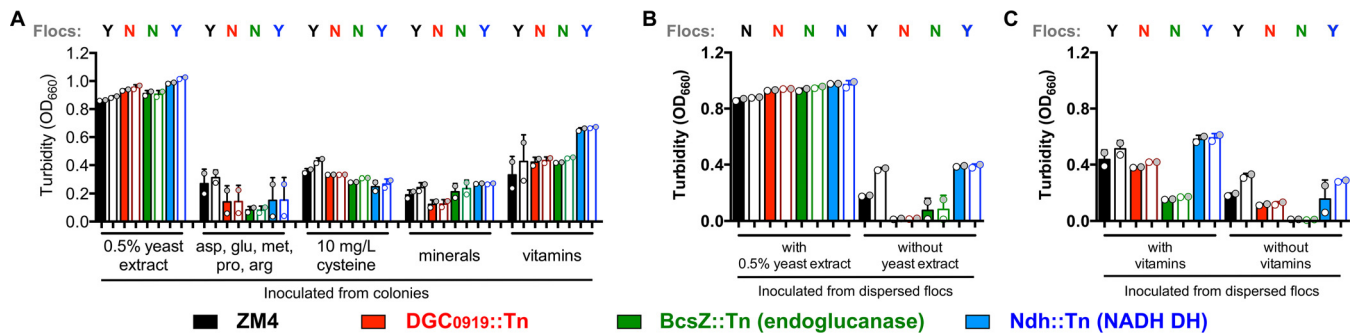 A
Flocs: Y N N Y Y N N Y Y N N Y Y N N Y Y N N Y
Turbidity (OD660)
1.2
1.0
0.8
0.6
0.4
0.2
0.0
0.5% yeast
extract
asp, glu, met,
pro, arg
10 mg/L
cysteine
minerals
vitamins
Inoculated from colonies
B
Flocs: N N N N Y N N Y
Turbidity (OD660)
1.2
0.8
0.4
0.0
with
0.5% yeast extract
without
yeast extract
Inoculated from dispersed flocs
C
Flocs: Y N N Y Y N N Y
Turbidity (OD660)
1.2
0.8
0.4
0.0
with
vitamins
without
vitamins
Inoculated from dispersed flocs
ZM4
DGC0919::Tn
BcsZ::Tn (endoglucanase)
Ndh::Tn (NADH DH)